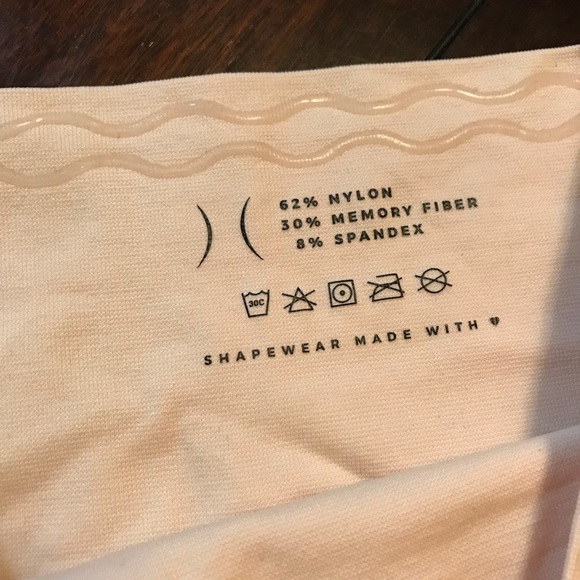 62% NYLON
30% MEMORY FIBER
8% SPANDEX
30C
SHAPEWEAR MADE WITH